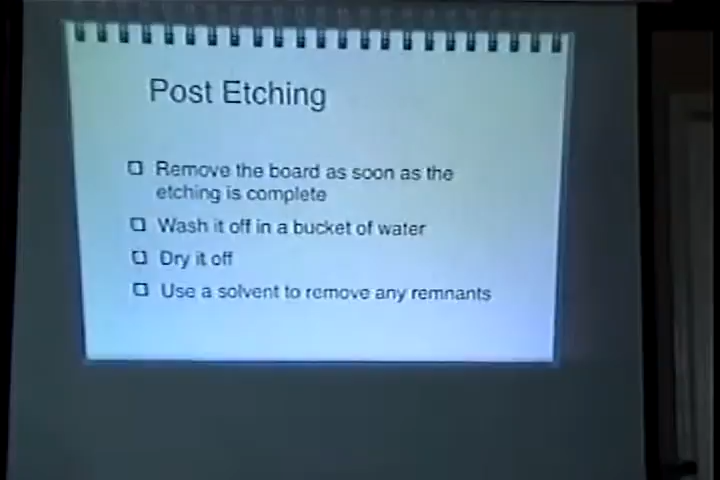 Post Etching
Remove the board as soon as the
etching is complete
Wash it off in a bucket of water
Dry it off
Use a solvent to remove any remnants